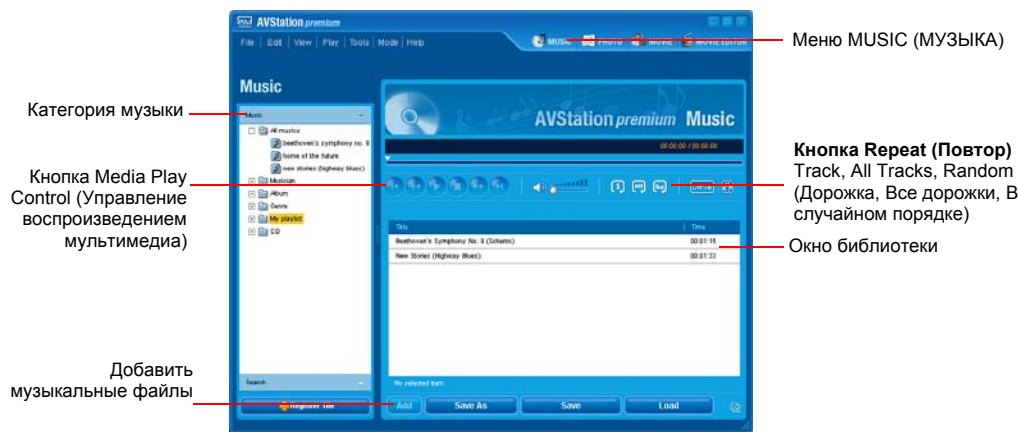 AVStation premium
File | Edit | View | Play | Tools | Mode | Help
MUSIC PHOTO MOVIE MOVIE EDITOR
Меню MUSIC (МУЗЫКА)
Music
Категория музыки
Music
All musics
beethoven's symphony no. 9
home of the future
new stories (highway blues)
Musician
Album
Genre
My playlist
CD
Кнопка Media Play
Control (Управление
воспроизведением
мультимедиа)
AVStation premium Music
00:00:00 / 00:00:00
Кнопка Repeat (Повтор)
Track, All Tracks, Random
(Дорожка, Все дорожки, В
случайном порядке)
Окно библиотеки
Title | Time
Beethoven's Symphony No. 9 (Scherzo) 00:01:15
New Stories (Highway Blues) 00:01:33
Добавить
музыкальные файлы
Search
Register File
No selected item
Add Save As Save Load